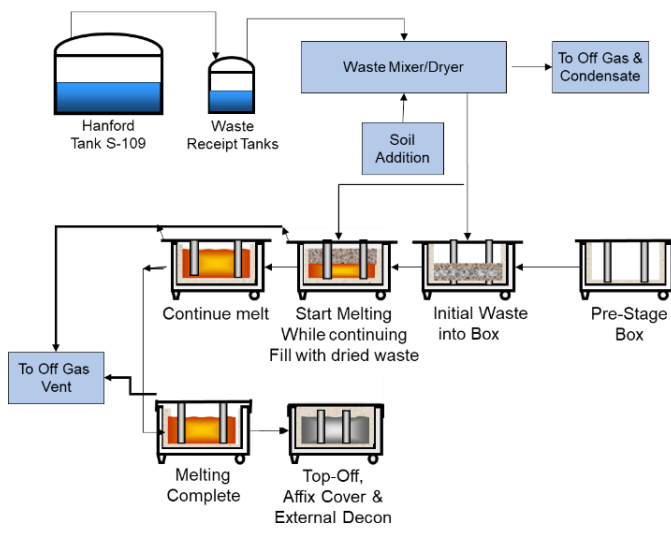 Waste Mixer/Dryer
To Off Gas &
Condensate
Hanford
Tank S-109
Waste
Receipt Tanks
Soil
Addition
Continue melt
Start Melting
While continuing
Fill with dried waste
Initial Waste
into Box
Pre-Stage
Box
To Off Gas
Vent
Melting
Complete
Top-Off,
Affix Cover &
External Decon